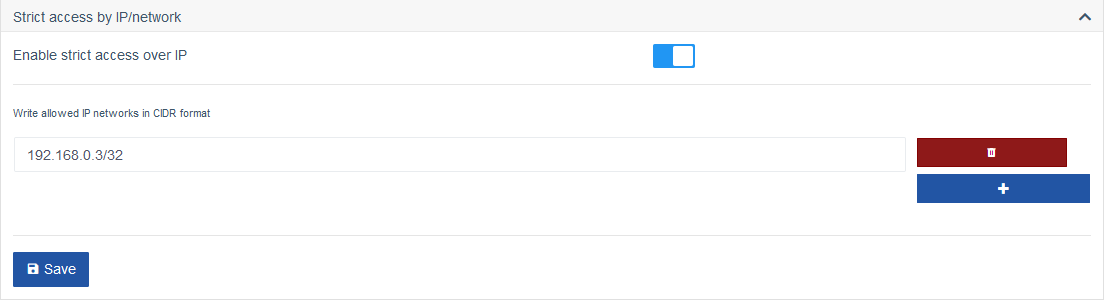 Strict access by IP/network
Enable strict access over IP
Write allowed IP networks in CIDR format
192.168.0.3/32
Save